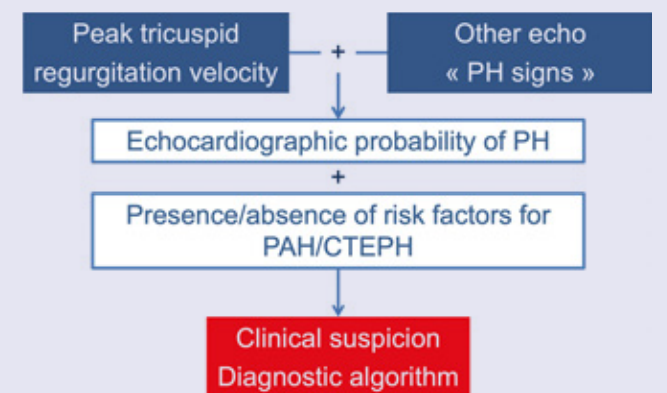 Peak tricuspid
regurgitation velocity
+
Other echo
« PH signs »
Echocardiographic probability of PH
+
Presence/absence of risk factors for
PAH/CTEPH
Clinical suspicion
Diagnostic algorithm